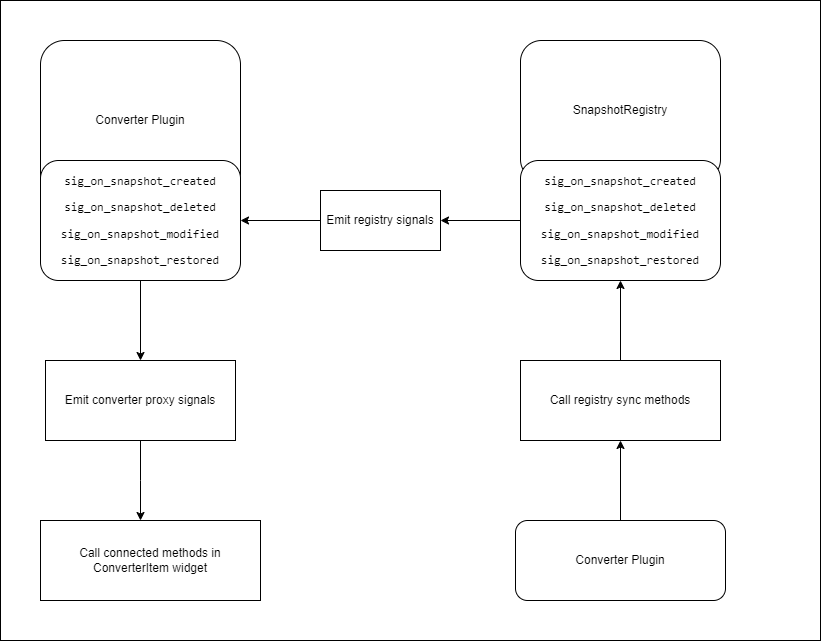 Converter Plugin
sig_on_snapshot_created
sig_on_snapshot_deleted
sig_on_snapshot_modified
sig_on_snapshot_restored
Emit registry signals
SnapshotRegistry
sig_on_snapshot_created
sig_on_snapshot_deleted
sig_on_snapshot_modified
sig_on_snapshot_restored
Emit converter proxy signals
Call registry sync methods
Call connected methods in
ConverterItem widget
Converter Plugin